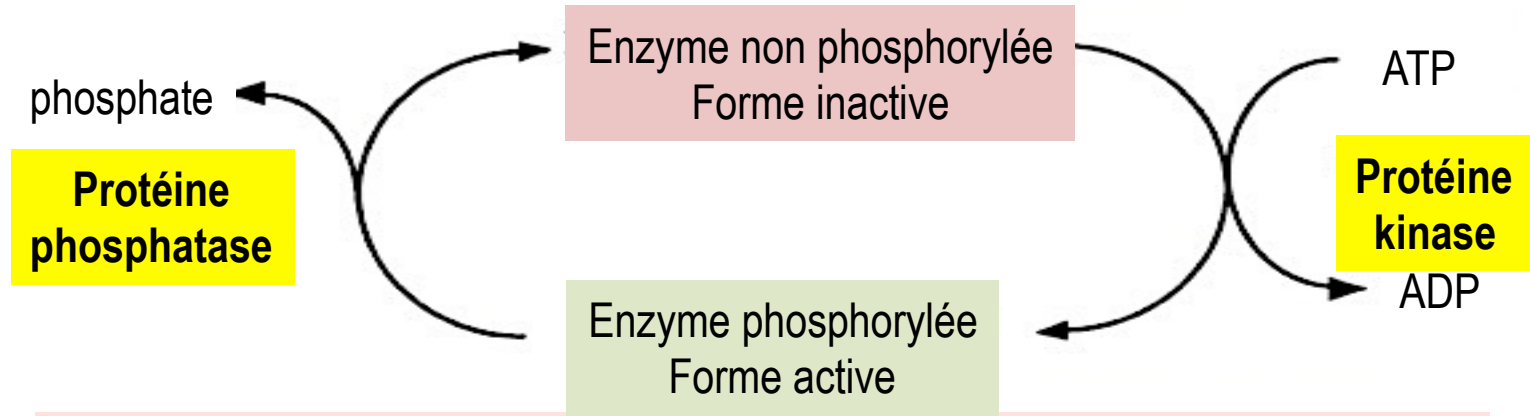 Enzyme non phosphorylée
Forme inactive
ATP
phosphate
Protéine
phosphatase
Protéine
kinase
ADP
Enzyme phosphorylée
Forme active